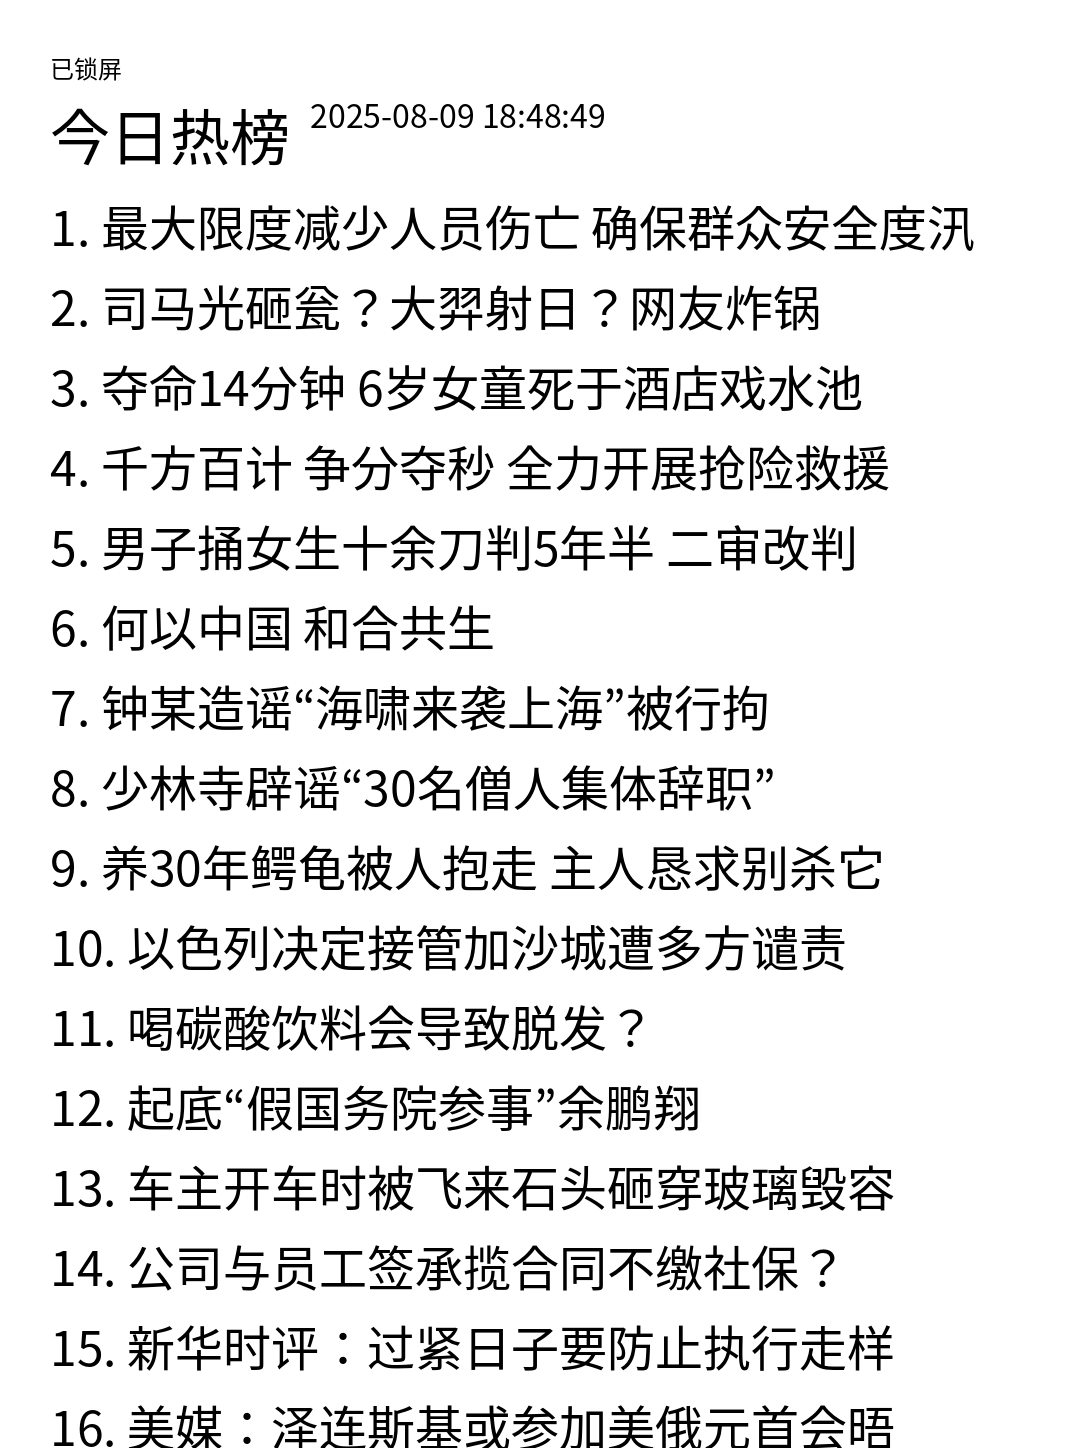 已锁屏
今日热榜 2025-08-09 18:48:49
1. 最大限度减少人员伤亡 确保群众安全度汛
2. 司马光砸瓮？大羿射日？网友炸锅
3. 夺命14分钟 6岁女童死于酒店戏水池
4. 千方百计 争分夺秒 全力开展抢险救援
5. 男子捅女生十余刀判5年半 二审改判
6. 何以中国 和合共生
7. 钟某造谣“海啸来袭上海”被行拘
8. 少林寺辟谣“30名僧人集体辞职”
9. 养30年鳄龟被人抱走 主人恳求别杀它
10. 以色列决定接管加沙城遭多方谴责
11. 喝碳酸饮料会导致脱发？
12. 起底“假国务院参事”余鹏翔
13. 车主开车时被飞来石头砸穿玻璃毁容
14. 公司与员工签承揽合同不缴社保？
15. 新华时评：过紧日子要防止执行走样
16. 美媒：泽连斯基或参加美俄元首会晤